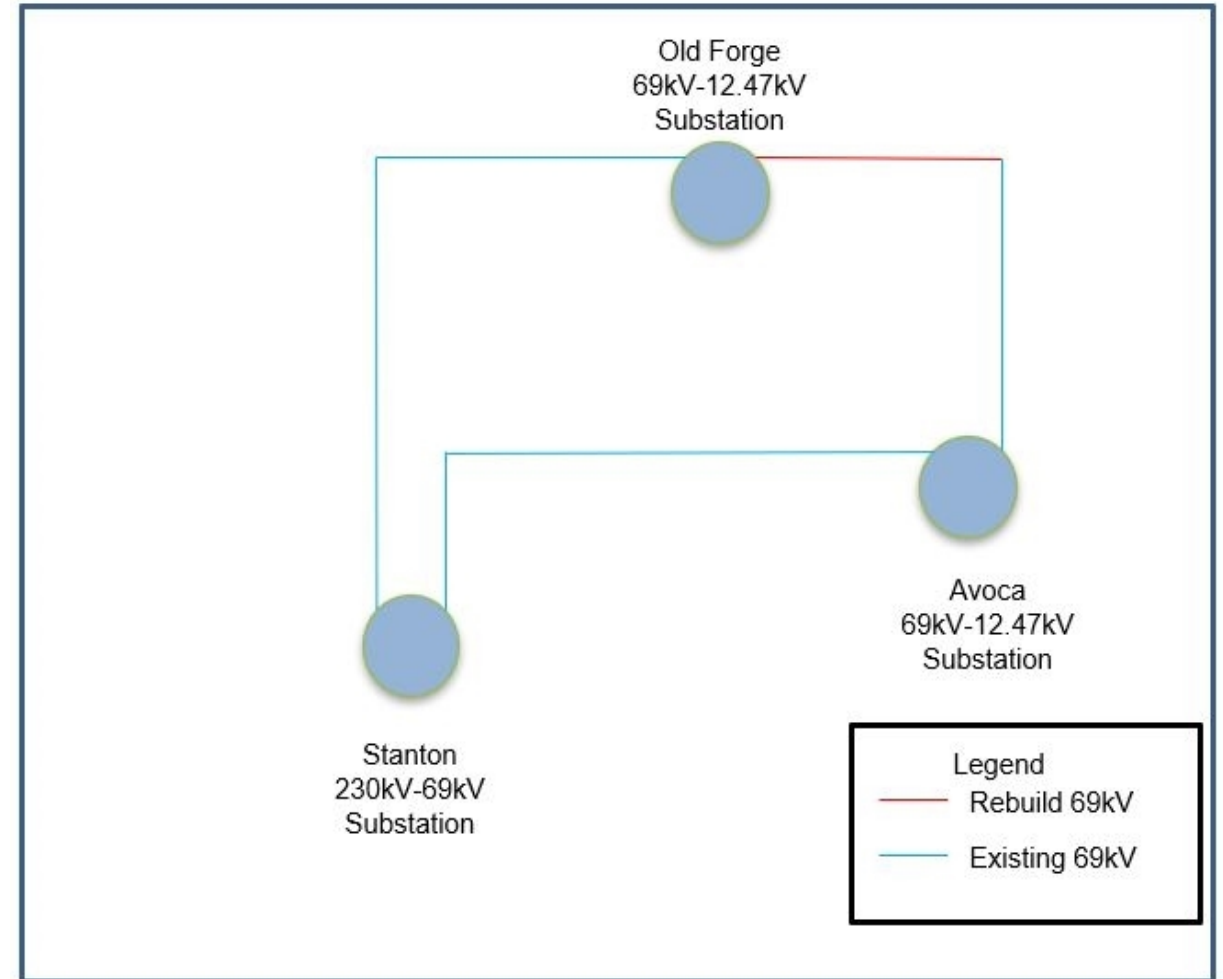 Old Forge
69kV-12.47kV
Substation
Avoca
69kV-12.47kV
Substation
Stanton
230kV-69kV
Substation
Legend
Rebuild 69kV
Existing 69kV